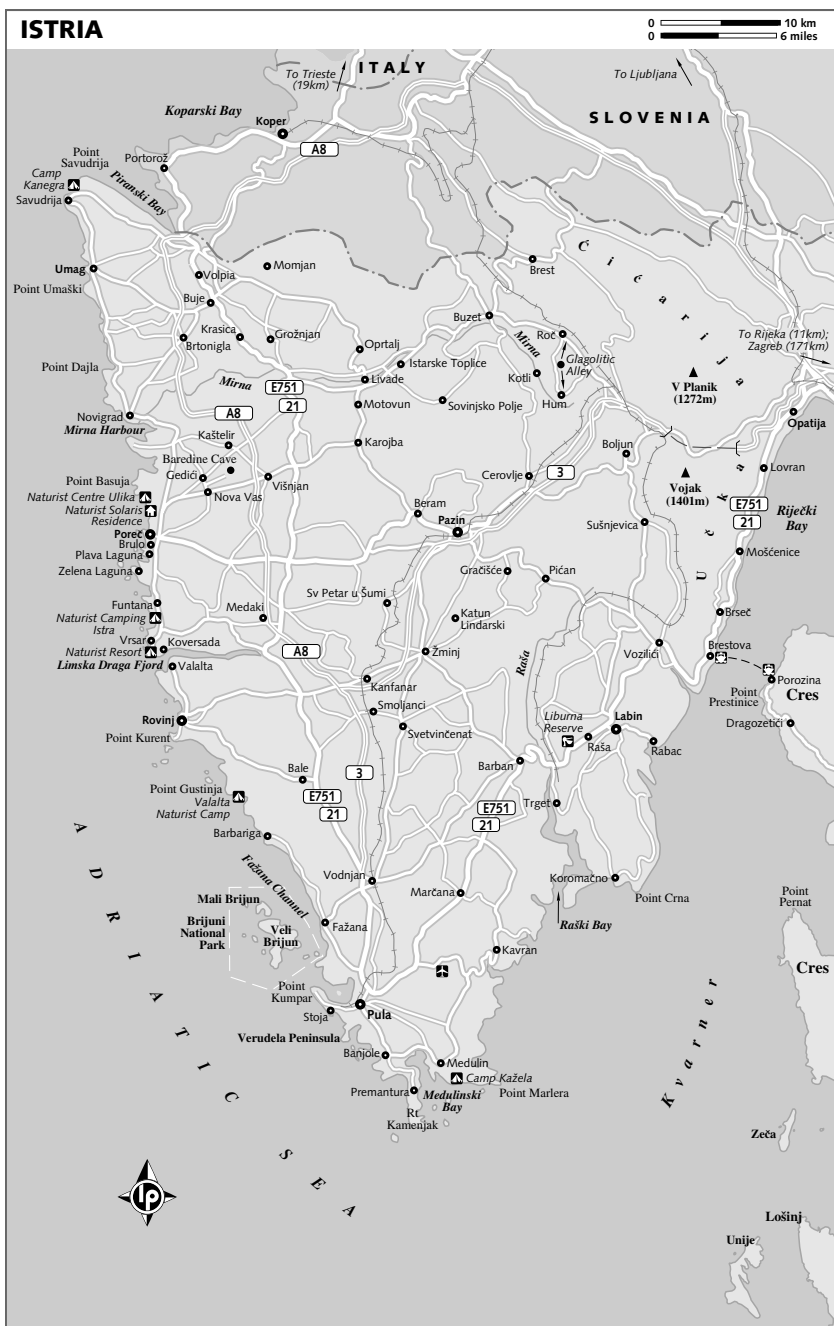 ISTRIA
0 10 km
0 6 miles
To Trieste
(19km)
ITALY
To Ljubljana
SLOVENIA
Koparski Bay
Koper
A8
Point
Savudrija
Portorož
Camp
Kanegra
Piranski Bay
Savudrija
Umag
Point Umaški
Volpia
Momjan
Buje
Brest
Ćićarija
Krasica
Brtonigla
Grožnjan
Oprtalj
Buzet
Mirna
Roč
Glagolitic
Alley
Kotli
Hum
To Rijeka (11km);
Zagreb (171km)
Point Dajla
Istarske Toplice
Livade
Mirna
E751
21
A8
Motovun
Sovinjsko Polje
V Planik
(1272m)
Opatija
Novigrad
Mirna Harbour
Kaštelir
Karojba
Boljun
Lovran
Baredine Cave
Gedići
Višnjan
Nova Vas
Cerovlje
3
Vojak
(1401m)
Učka
E751
21
Riječki
Bay
Point Basuja
Naturist Centre Ulika
Naturist Solaris
Residence
Beram
Pazin
Sušnjevica
Poreč
Brulo
Plava Laguna
Zelena Laguna
Mošćenice
Gračišće
Pićan
Funtana
Naturist Camping
Istra
Medaki
Sv Petar u Šumi
Katun
Lindarski
Brseč
Vrsar
Koversada
Naturist Resort
Limska Draga Fjord
Valalta
A8
Žminj
Raša
Vozilići
Brestova
Porozina
Point
Prestinice
Cres
Dragozetići
Kanfanar
Smoljanci
Rovinj
Point Kurent
Svetvinčenat
Liburna
Reserve
Labin
Raša
Rabac
Bale
3
Barban
Point Gustinja
Valalta
Naturist Camp
E751
21
E751
21
Trget
Barbariga
Fažana Channel
Vodnjan
Marčana
Koromačno
Point Crna
Point
Pernat
Mali Brijun
Brijuni
National
Park
Veli
Brijun
Fažana
Raški Bay
Kavran
Cres
Point
Kumpar
Stoja
Pula
Verudela Peninsula
Banjole
Medulin
Camp Kažela
Premantura
Medulinski
Bay
Point Marlera
Rt
Kamenjak
Kvarner
ADRIATIC SEA
Zeča
Lošinj
Unije
lp